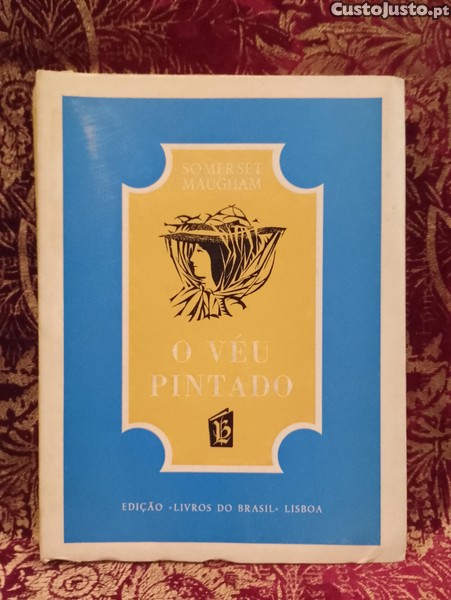 CustoJusto.pt
SOMERSET
MAUGHAM
O VÉU
PINTADO
EDIÇÃO «LIVROS DO BRASIL» LISBOA